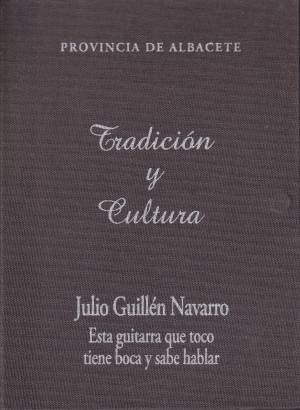 PROVINCIA DE ALBACETE
Tradición
y
Cultura
Julio Guillén Navarro
Esta guitarra que toco
tiene boca y sabe hablar